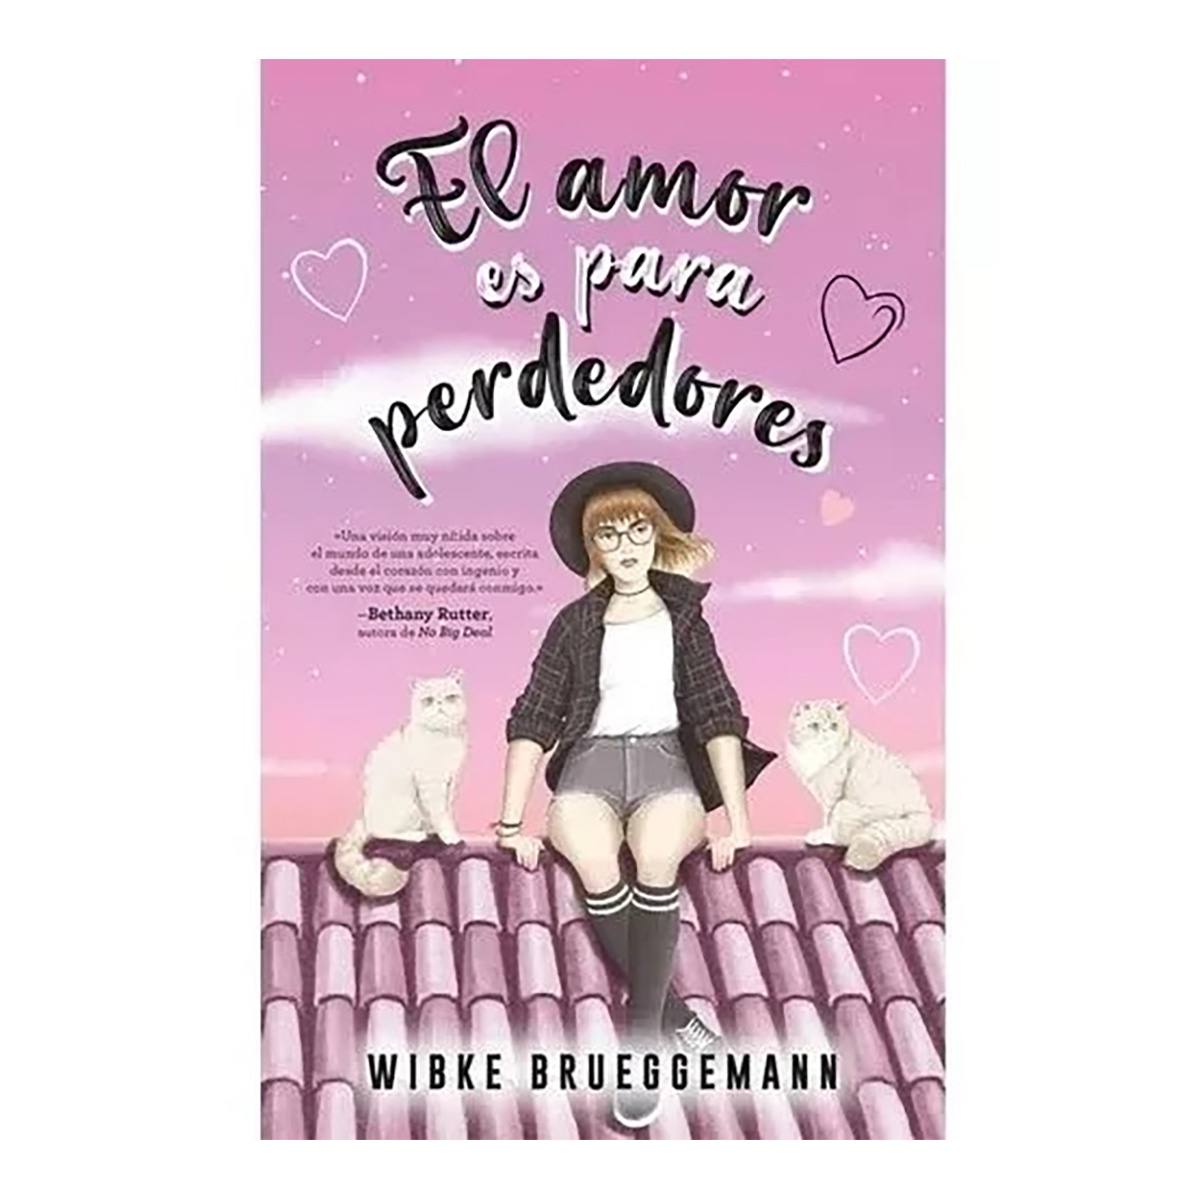 El amor
es para
perdedores
«Una visión muy nítida sobre
el mundo de una adolescente, escrita
desde el corazón con ingenio y
con una voz que se quedará conmigo.»
—Bethany Rutter,
autora de No Big Deal
WIBKE BRUEGGEMANN